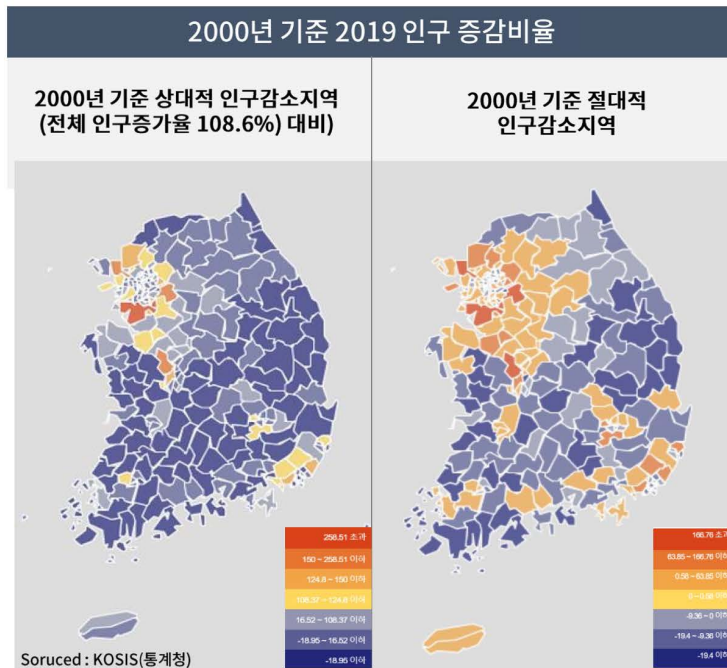 2000년 기준 2019 인구 증감비율
2000년 기준 상대적 인구감소지역
(전체 인구증가율 108.6%) 대비)
2000년 기준 절대적
인구감소지역
258.51 초과
150 ~ 258.51 이하
124.8 ~ 150 이하
108.37 ~ 124.8 이하
16.52 ~ 108.37 이하
-18.95 ~ 16.52 이하
-18.95 이하
166.76 초과
63.85 ~ 166.76 이하
0.58 ~ 63.85 이하
0 ~ 0.58 이하
-9.36 ~ 0 이하
-19.4 ~ -9.36 이하
-19.4 이하
Soruced : KOSIS(통계청)